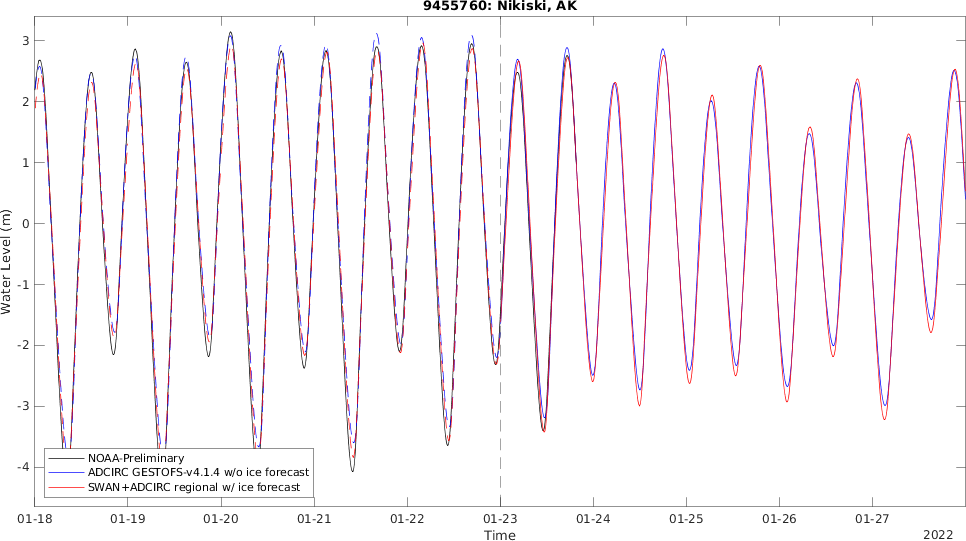 9455760: Nikiski, AK
3
2
1
0
-1
-2
-3
-4
Water Level (m)
NOAA-Preliminary
ADCIRC GESTOFS-v4.1.4 w/o ice forecast
SWAN+ADCIRC regional w/ ice forecast
01-18 01-19 01-20 01-21 01-22 01-23 01-24 01-25 01-26 01-27
Time
2022